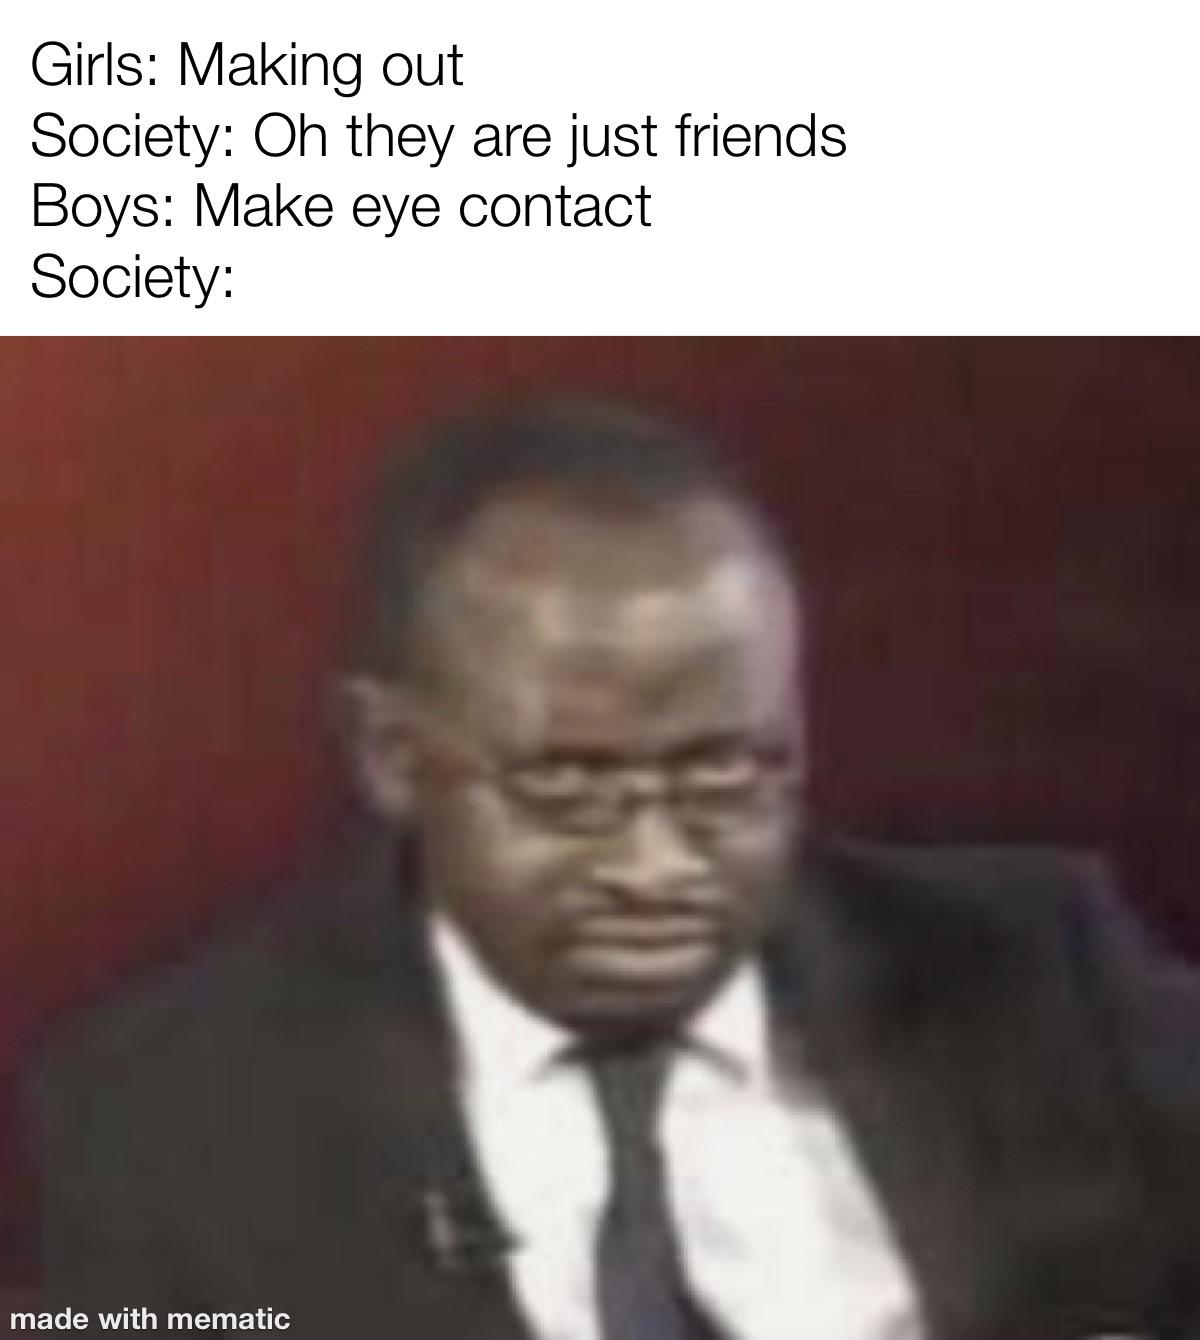 Girls: Making out
Society: Oh they are just friends
Boys: Make eye contact
Society:
made with mematic